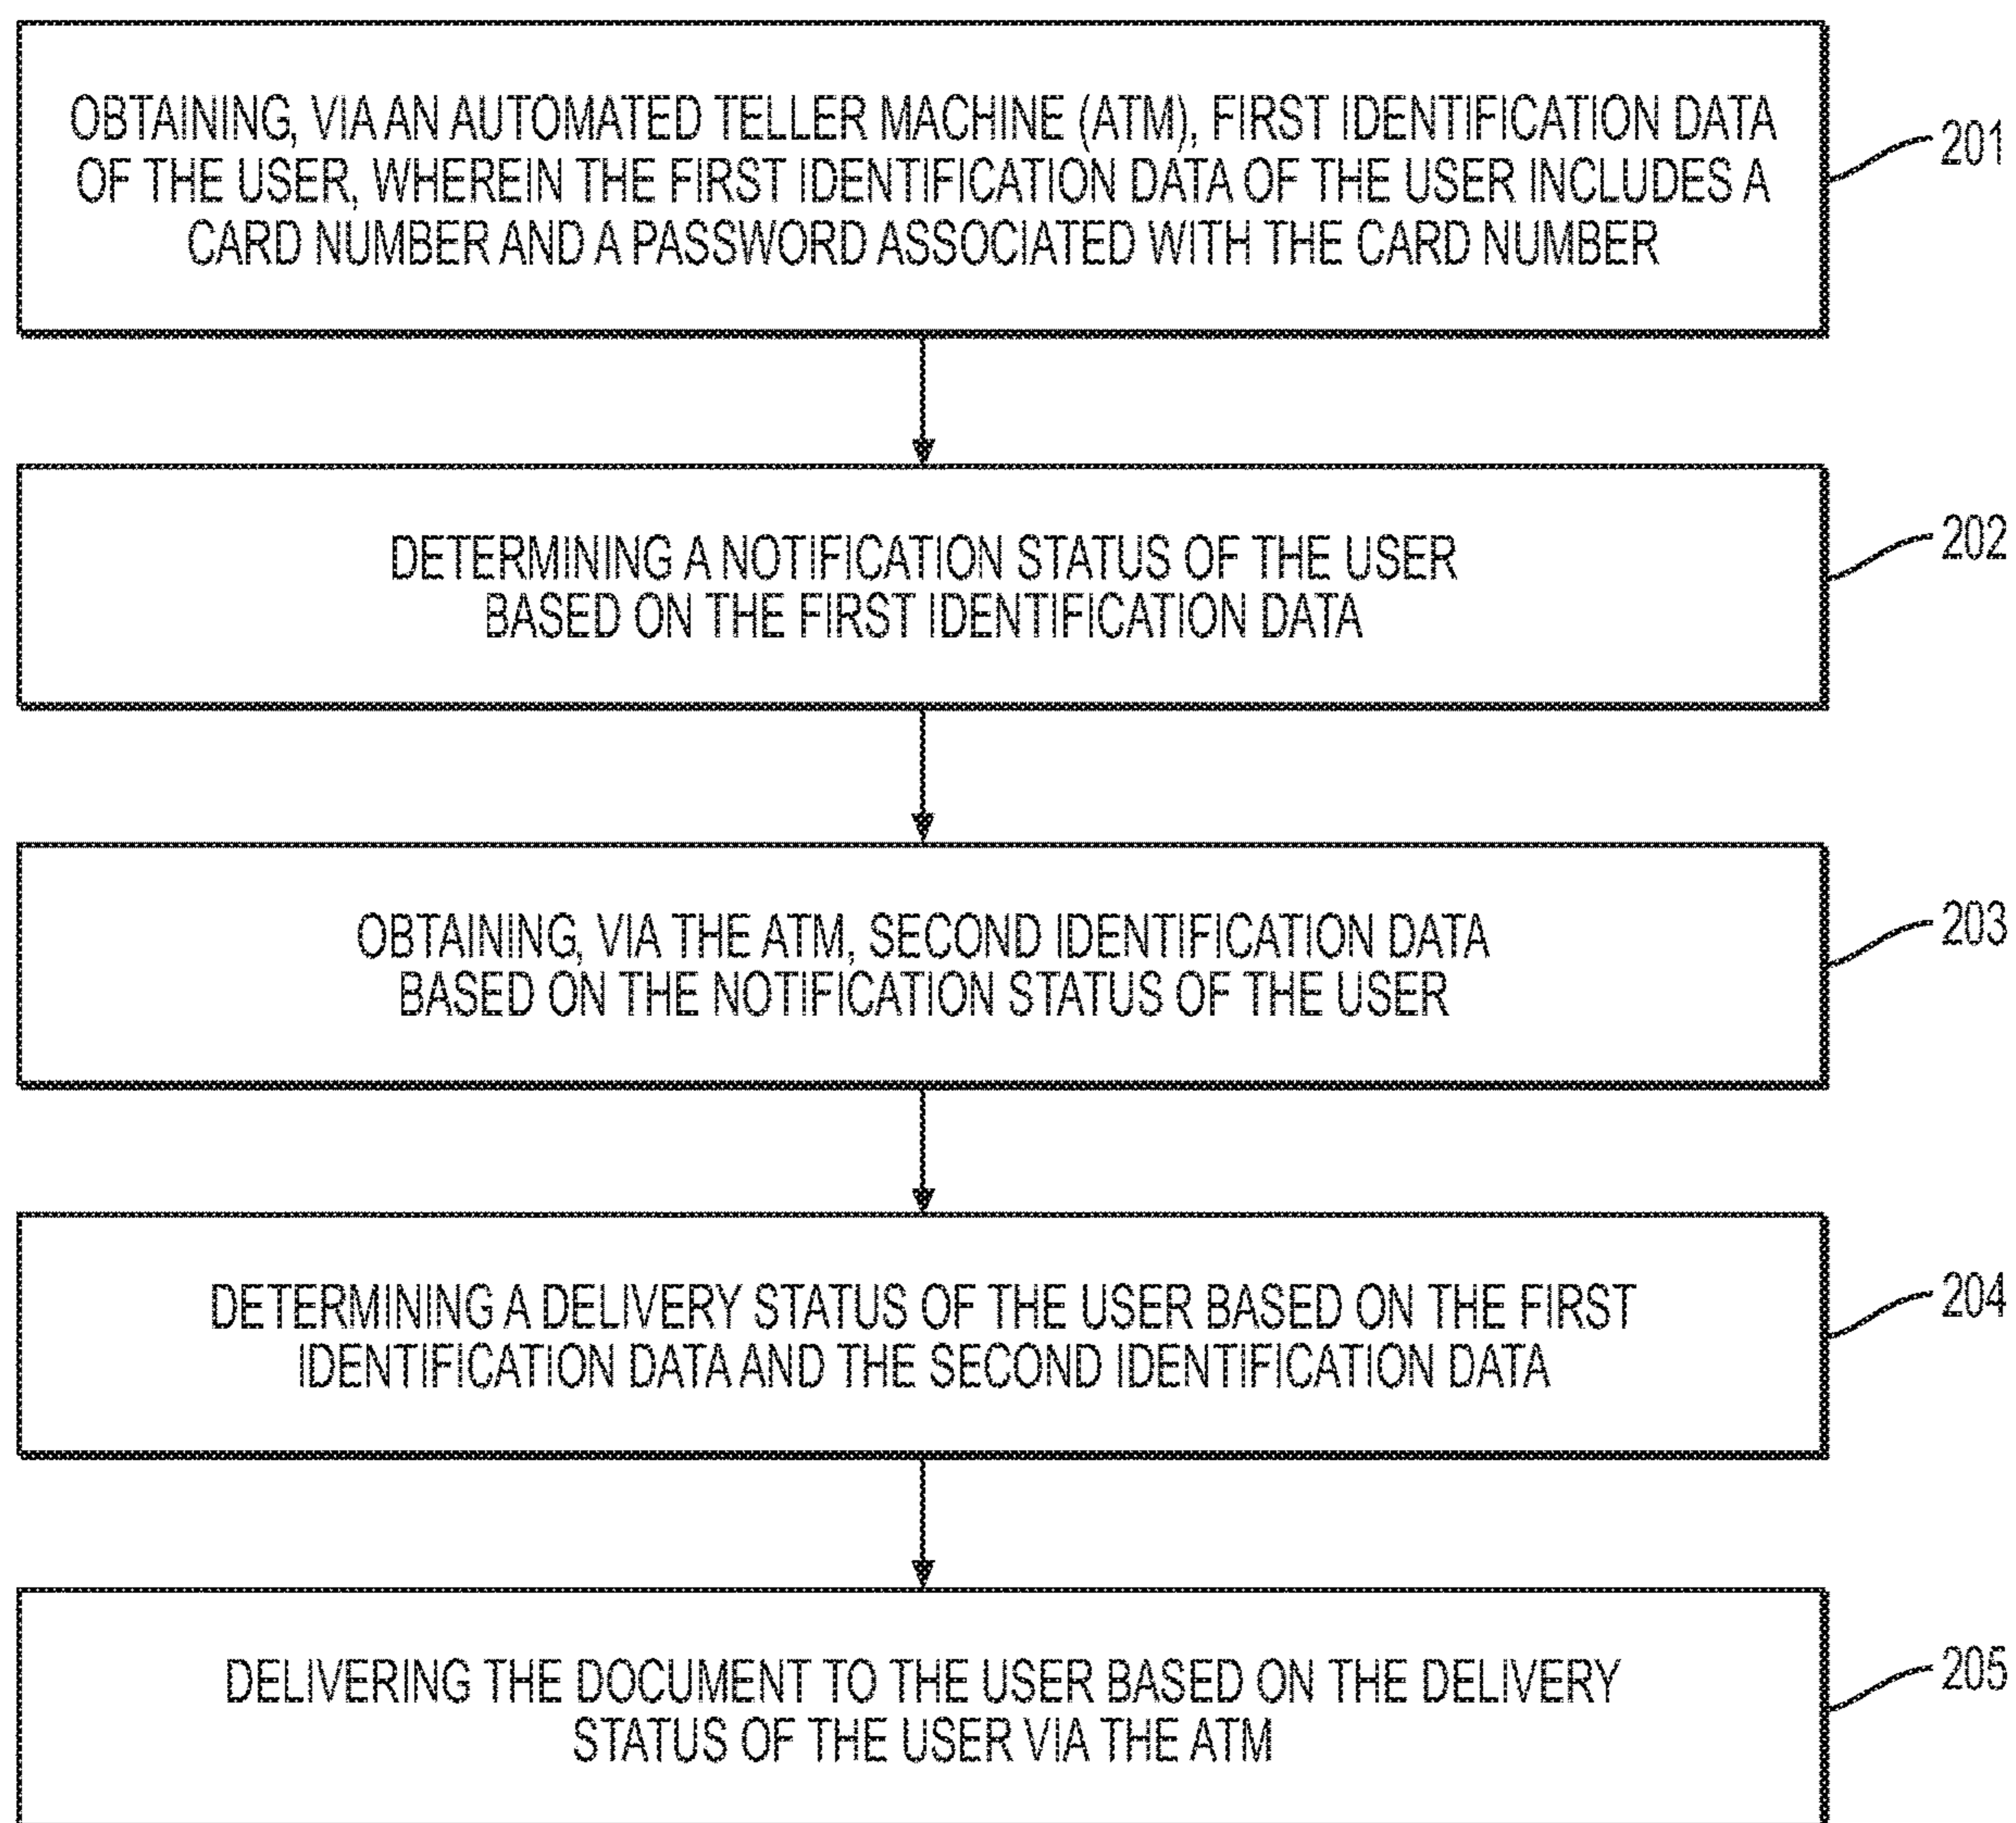 OBTAINING, VIA AN AUTOMATED TELLER MACHINE (ATM), FIRST IDENTIFICATION DATA
OF THE USER, WHEREIN THE FIRST IDENTIFICATION DATA OF THE USER INCLUDES A
CARD NUMBER AND A PASSWORD ASSOCIATED WITH THE CARD NUMBER
201
DETERMINING A NOTIFICATION STATUS OF THE USER
BASED ON THE FIRST IDENTIFICATION DATA
202
OBTAINING, VIA THE ATM, SECOND IDENTIFICATION DATA
BASED ON THE NOTIFICATION STATUS OF THE USER
203
DETERMINING A DELIVERY STATUS OF THE USER BASED ON THE FIRST
IDENTIFICATION DATA AND THE SECOND IDENTIFICATION DATA
204
DELIVERING THE DOCUMENT TO THE USER BASED ON THE DELIVERY
STATUS OF THE USER VIA THE ATM
205